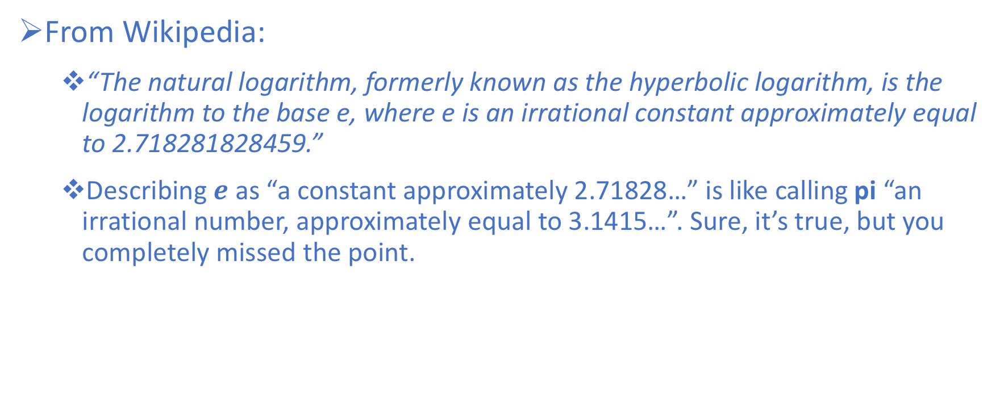 ➢From Wikipedia:
❖“The natural logarithm, formerly known as the hyperbolic logarithm, is the
logarithm to the base e, where e is an irrational constant approximately equal
to 2.718281828459.”
❖Describing e as “a constant approximately 2.71828…” is like calling pi “an
irrational number, approximately equal to 3.1415…”. Sure, it’s true, but you
completely missed the point.